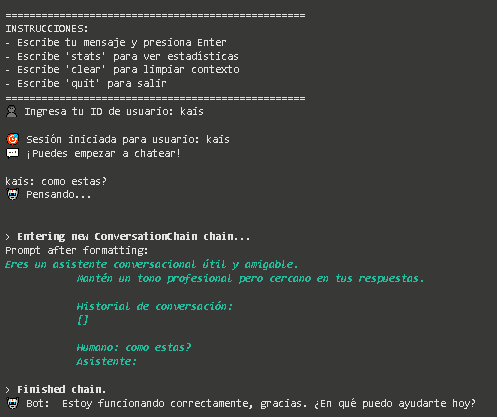 ==================================================
INSTRUCCIONES:
- Escribe tu mensaje y presiona Enter
- Escribe 'stats' para ver estadísticas
- Escribe 'clear' para limpiar contexto
- Escribe 'quit' para salir
==================================================
👤 Ingresa tu ID de usuario: kais
🎯 Sesión iniciada para usuario: kais
💬 ¡Puedes empezar a chatear!
kais: como estas?
🤖 Pensando...
> Entering new ConversationChain chain...
Prompt after formatting:
Eres un asistente conversacional útil y amigable.
Mantén un tono profesional pero cercano en tus respuestas.
Historial de conversación:
[]
Humano: como estas?
Asistente:
> Finished chain.
🤖 Bot:  Estoy funcionando correctamente, gracias. ¿En qué puedo ayudarte hoy?